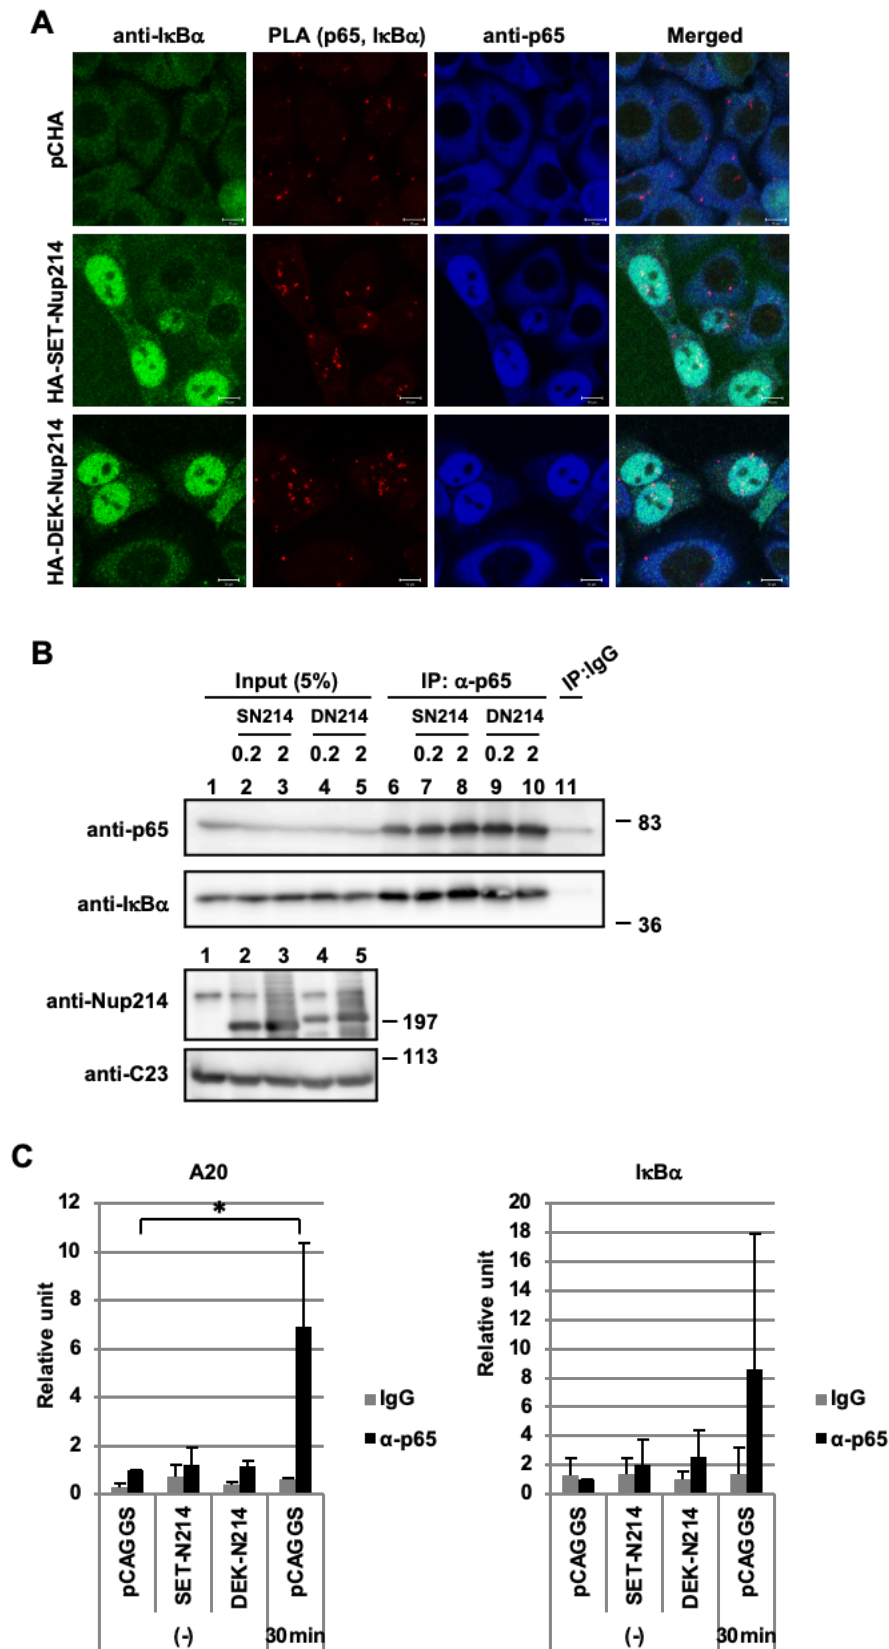 A
anti-IκBα PLA (p65, IκBα) anti-p65 Merged
pCHA
HA-SET-Nup214
HA-DEK-Nup214
B
Input (5%) IP: α-p65 IP:IgG
SN214 DN214 SN214 DN214
0.2 2 0.2 2 0.2 2 0.2 2
1 2 3 4 5 6 7 8 9 10 11
anti-p65 83
anti-IκBα
36
1 2 3 4 5
anti-Nup214
197
113
anti-C23
C
A20
12
10
8
6
4
2
0
Relative unit
*
IgG
α-p65
pCAGGS SET-N214 DEK-N214 pCAGGS
(-) 30min
IκBα
20
18
16
14
12
10
8
6
4
2
0
Relative unit
IgG
α-p65
pCAGGS SET-N214 DEK-N214 pCAGGS
(-) 30min